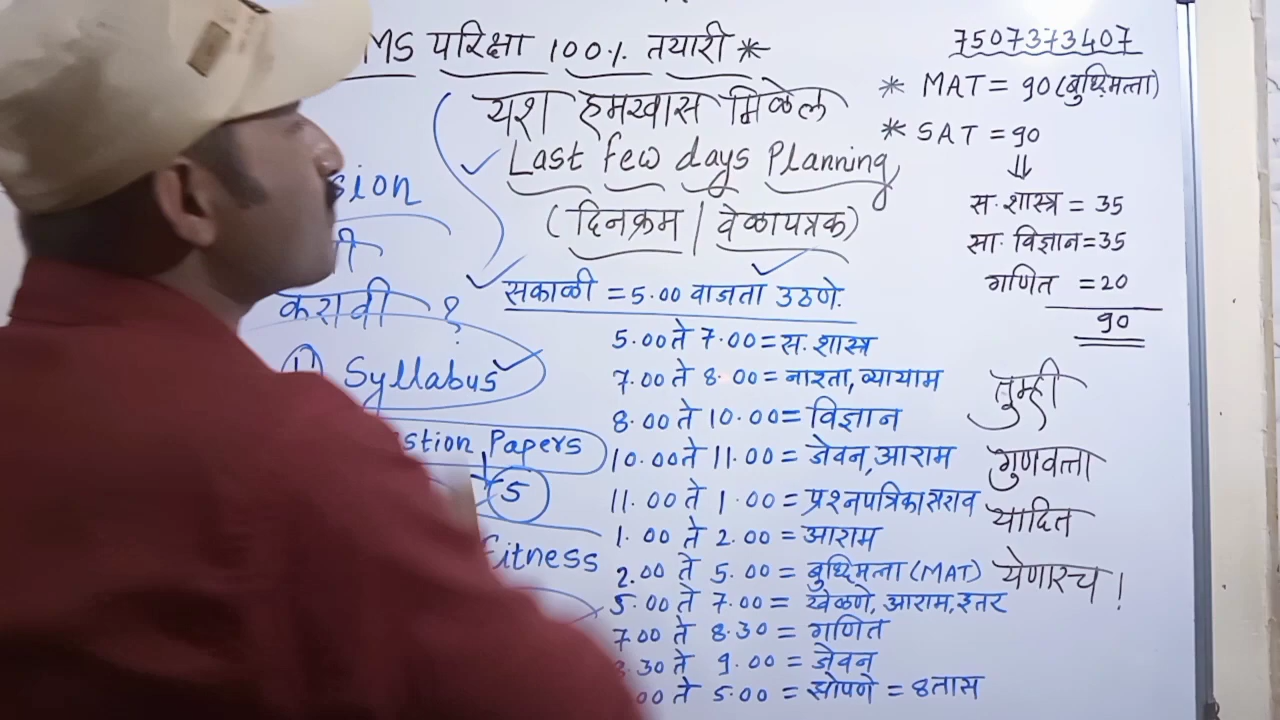 MS परिक्षा 100% तयारी *
यश हमखास मिळेल
Last few days Planning
(दिनक्रम / वेळापत्रक)
सकाळी = 5.00 वाजता उठणे.
5.00 ते 7.00 = स. शास्त्र
7.00 ते 8.00 = नाश्ता, व्यायाम
8.00 ते 10.00 = विज्ञान
10.00 ते 11.00 = जेवन, आराम
11.00 ते 1.00 = प्रश्नपत्रिका सराव
1.00 ते 2.00 = आराम
2.00 ते 5.00 = बुध्दिमत्ता (MAT)
5.00 ते 7.00 = खेळणे, आराम, इतर
7.00 ते 8.30 = गणित
8.30 ते 9.00 = जेवन
00 ते 5.00 = झोपणे = 8 तास
sion
करावी ?
1) Syllabus
stion Papers
5
fitness
7507373407
* MAT = 90 (बुध्दिमत्ता)
* SAT = 90
⇓
स. शास्त्र = 35
सा. विज्ञान = 35
गणित = 20
90
तुम्ही
गुणवत्ता
यादित
येणारच !